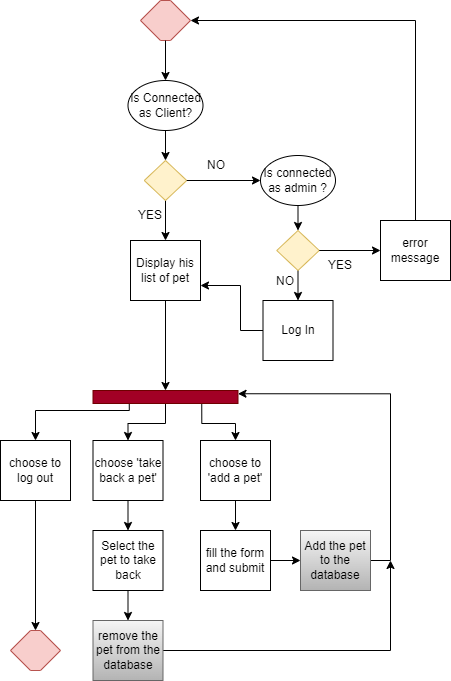 Is Connected
as Client?
NO
Is connected
as admin ?
YES
error
message
YES
NO
Display his
list of pet
Log In
choose to
log out
choose 'take
back a pet'
choose to
'add a pet'
Select the
pet to take
back
fill the form
and submit
Add the pet
to the
database
remove the
pet from the
database